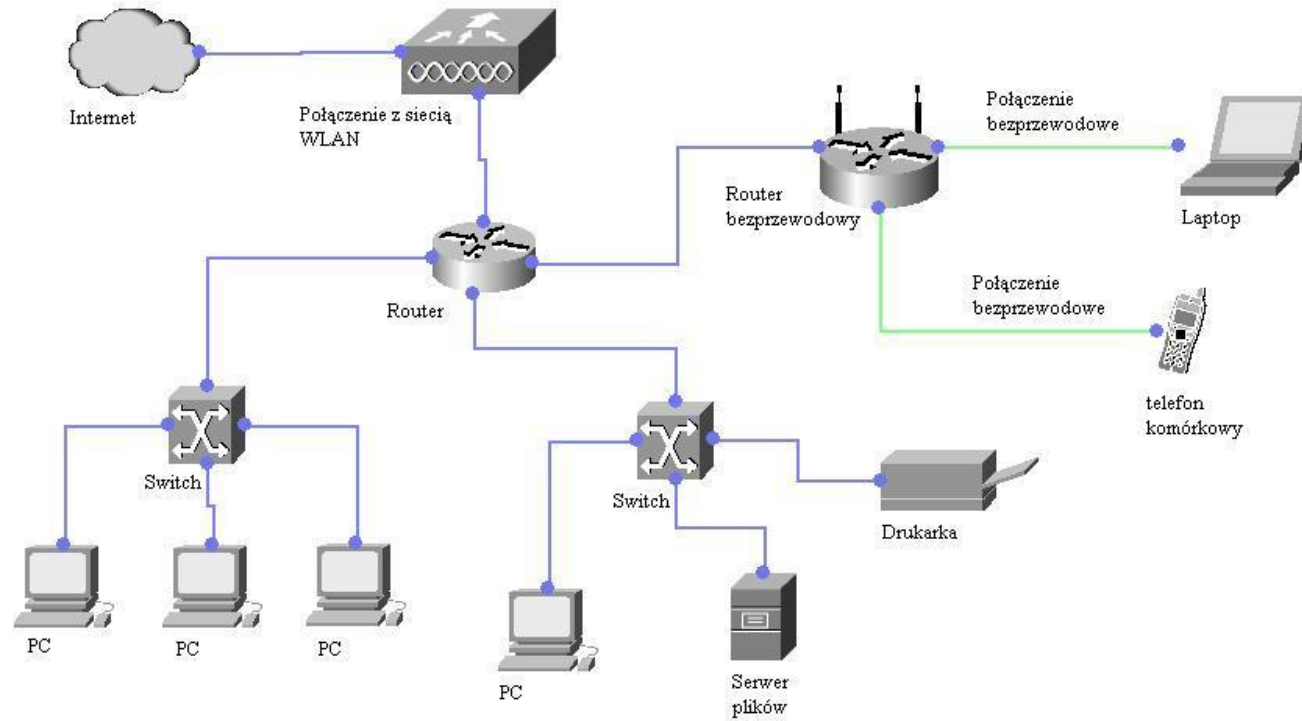 Internet
Połączenie z siecią
WLAN
Połączenie
bezprzewodowe
Router
bezprzewodowy
Laptop
Router
Połączenie
bezprzewodowe
telefon
komórkowy
Switch
Switch
Drukarka
PC
PC
PC
PC
Serwer
plików